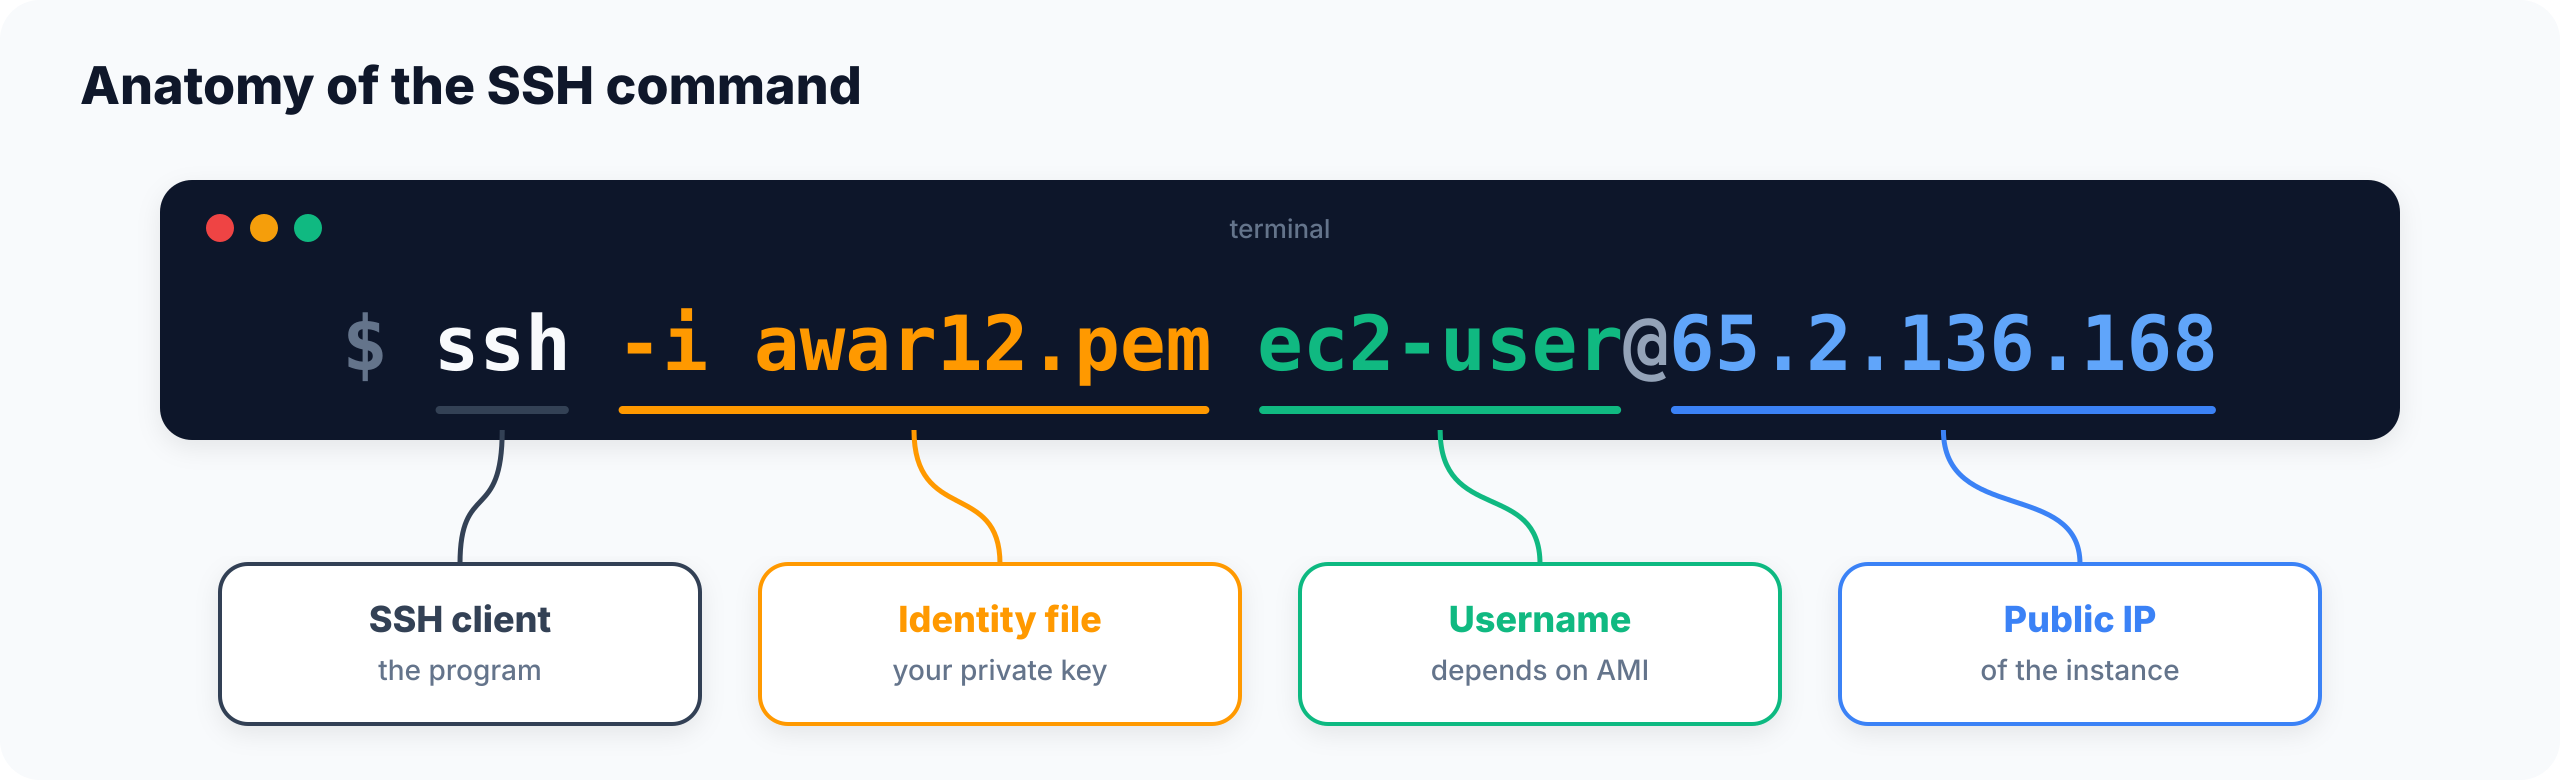 Anatomy of the SSH command
terminal
$ ssh -i awar12.pem ec2-user@65.2.136.168
SSH client
the program
Identity file
your private key
Username
depends on AMI
Public IP
of the instance